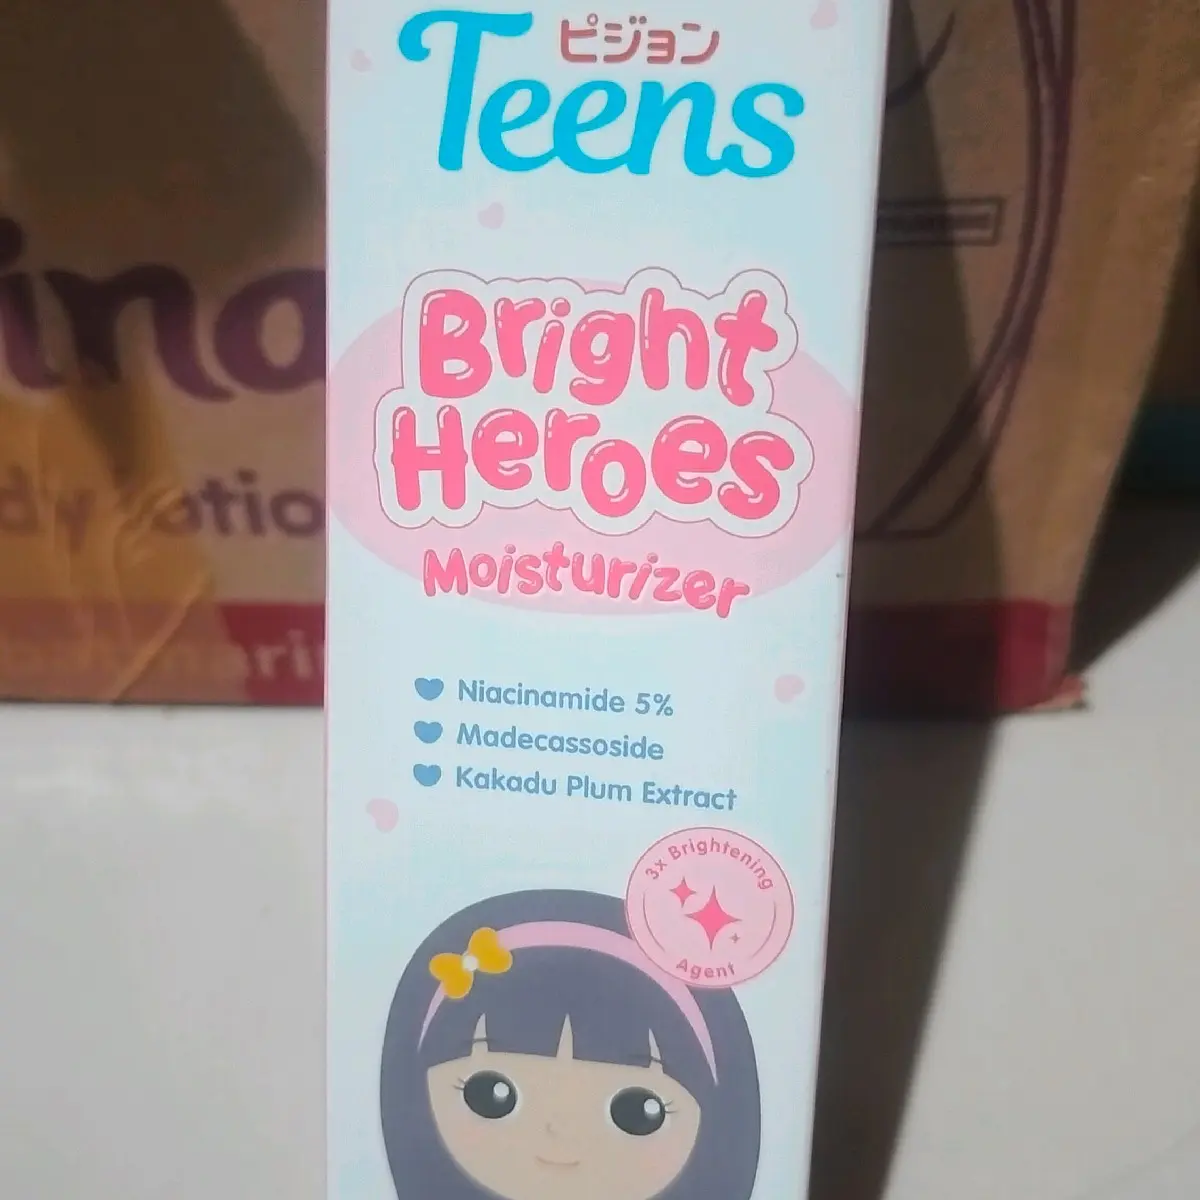 ピジョン
Teens
Bright
Heroes
Moisturizer
Niacinamide 5%
Madecassoside
Kakadu Plum Extract
3x Brightening
Agent